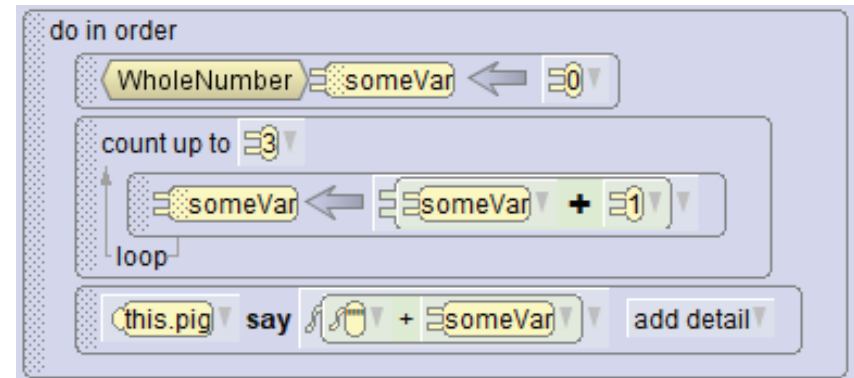 do in order
WholeNumber someVar 0
count up to 3
someVar someVar + 1
loop
this.pig say + someVar add detail